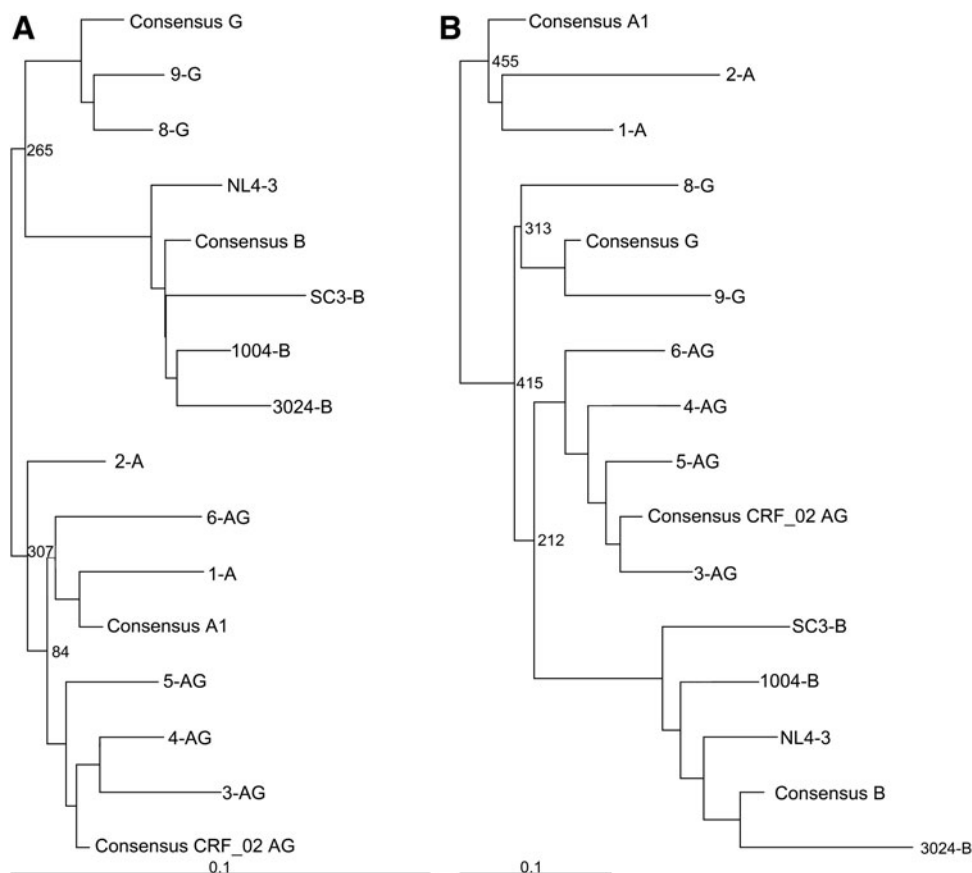 A
Consensus G
9-G
8-G
265
NL4-3
Consensus B
SC3-B
1004-B
3024-B
2-A
6-AG
307
1-A
Consensus A1
84
5-AG
4-AG
3-AG
Consensus CRF_02 AG
0.1
B
Consensus A1
455
2-A
1-A
8-G
313
Consensus G
9-G
6-AG
415
4-AG
5-AG
Consensus CRF_02 AG
212
3-AG
SC3-B
1004-B
NL4-3
Consensus B
3024-B
0.1